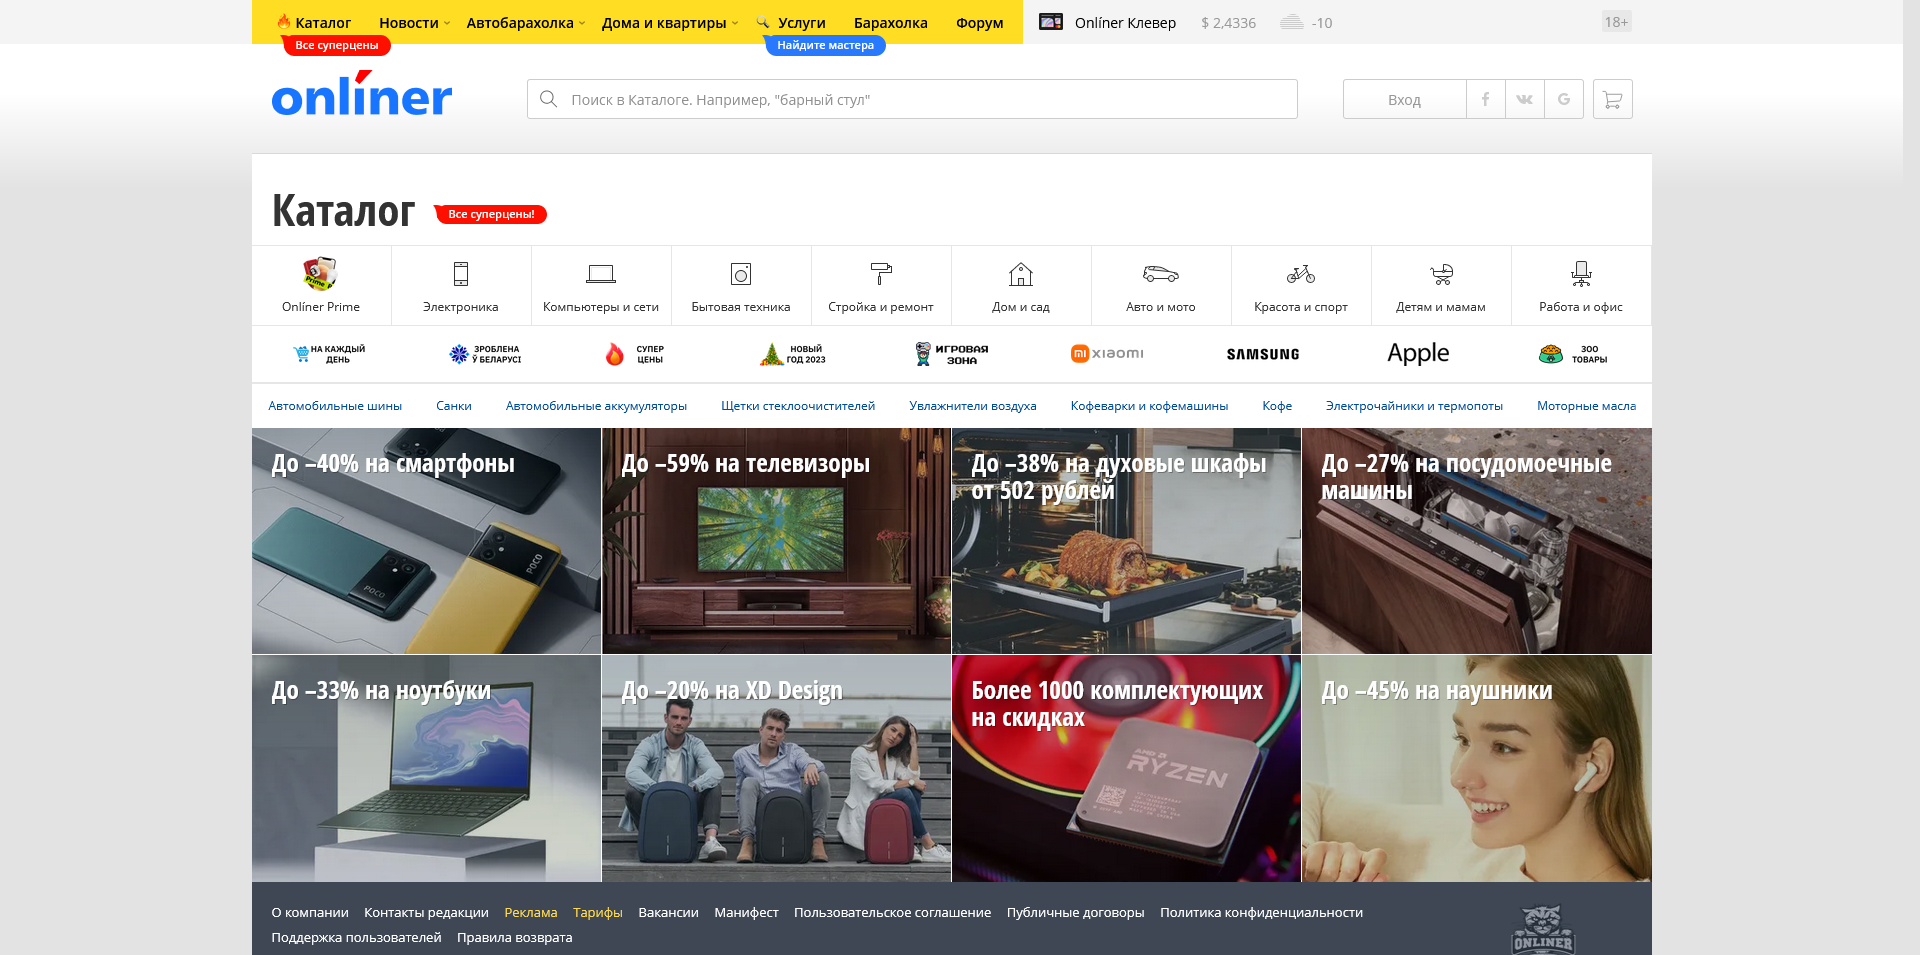 Каталог Новости Автобарахолка Дома и квартиры Услуги Барахолка Форум Onlíner Клевер $ 2,4336 -10 18+
Все суперцены Найдите мастера
onlíner
Поиск в Каталоге. Например, "барный стул"
Вход
Каталог Все суперцены!
Onlíner Prime Электроника Компьютеры и сети Бытовая техника Стройка и ремонт Дом и сад Авто и мото Красота и спорт Детям и мамам Работа и офис
НА КАЖДЫЙ ДЕНЬ
ЗРОБЛЕНА Ў БЕЛАРУСІ
СУПЕР ЦЕНЫ
НОВЫЙ ГОД 2023
ИГРОВАЯ ЗОНА
mi xiaomi
SAMSUNG
Apple
ЗОО ТОВАРЫ
Автомобильные шины Санки Автомобильные аккумуляторы Щетки стеклоочистителей Увлажнители воздуха Кофеварки и кофемашины Кофе Электрочайники и термопоты Моторные масла
До –40% на смартфоны
POCO
POCO
До –59% на телевизоры
До –38% на духовые шкафы
от 502 рублей
До –27% на посудомоечные
машины
До –33% на ноутбуки
До –20% на XD Design
Более 1000 комплектующих
на скидках
AMD
RYZEN
До –45% на наушники
О компании Контакты редакции Реклама Тарифы Вакансии Манифест Пользовательское соглашение Публичные договоры Политика конфиденциальности
Поддержка пользователей Правила возврата
ONLINER